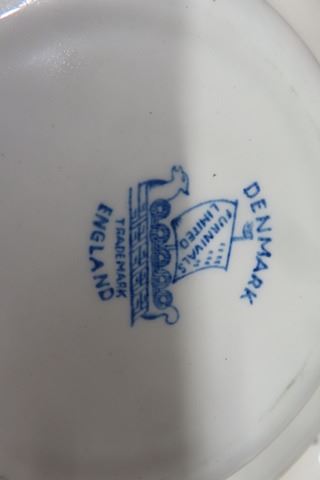 DENMARK
FURNIVALS
LIMITED
TRADEMARK
ENGLAND